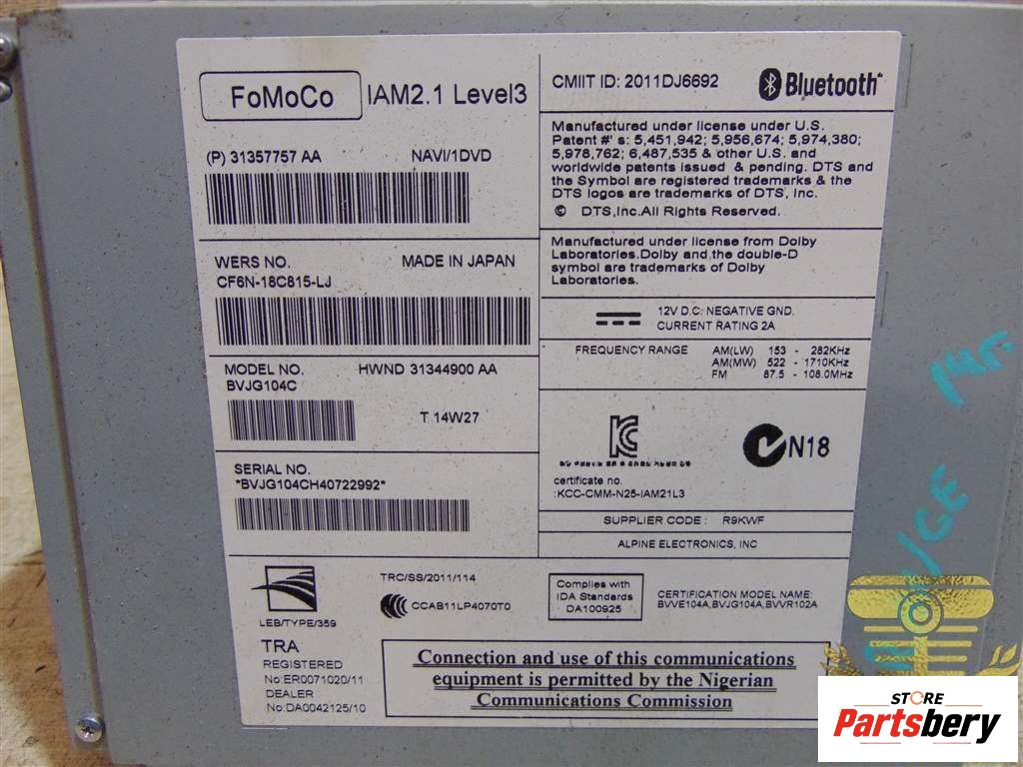 FoMoCo IAM2.1 Level3
(P) 31357757 AA NAVI/1DVD
WERS NO. MADE IN JAPAN
CF6N-18C815-LJ
MODEL NO. HWND 31344900 AA
BVJG104C
T 14W27
SERIAL NO.
*BVJG104CH40722992*
CMIIT ID: 2011DJ6692 Bluetooth
Manufactured under license under U.S.
Patent #' s: 5,451,942; 5,956,674; 5,974,380;
5,978,762; 6,487,535 & other U.S. and
worldwide patents issued & pending. DTS and
the Symbol are registered trademarks & the
DTS logos are trademarks of DTS, Inc.
© DTS,Inc.All Rights Reserved.
Manufactured under license from Dolby
Laboratories.Dolby and the double-D
symbol are trademarks of Dolby
Laboratories.
12V D.C: NEGATIVE GND.
CURRENT RATING 2A
FREQUENCY RANGE AM(LW) 153 - 282KHz
AM(MW) 522 - 1710KHz
FM 87.5 - 108.0MHz
N18
certificate no.
:KCC-CMM-N25-IAM21L3
SUPPLIER CODE : R9KWF
ALPINE ELECTRONICS, INC
LEB/TYPE/359
TRC/SS/2011/114
CCAB11LP4070T0
Complies with
IDA Standards
DA100925
CERTIFICATION MODEL NAME:
BVVE104A,BVJG104A,BVVR102A
TRA
REGISTERED
No:ER0071020/11
DEALER
No:DA0042125/10
Connection and use of this communications
equipment is permitted by the Nigerian
Communications Commission
STORE
Partsbery